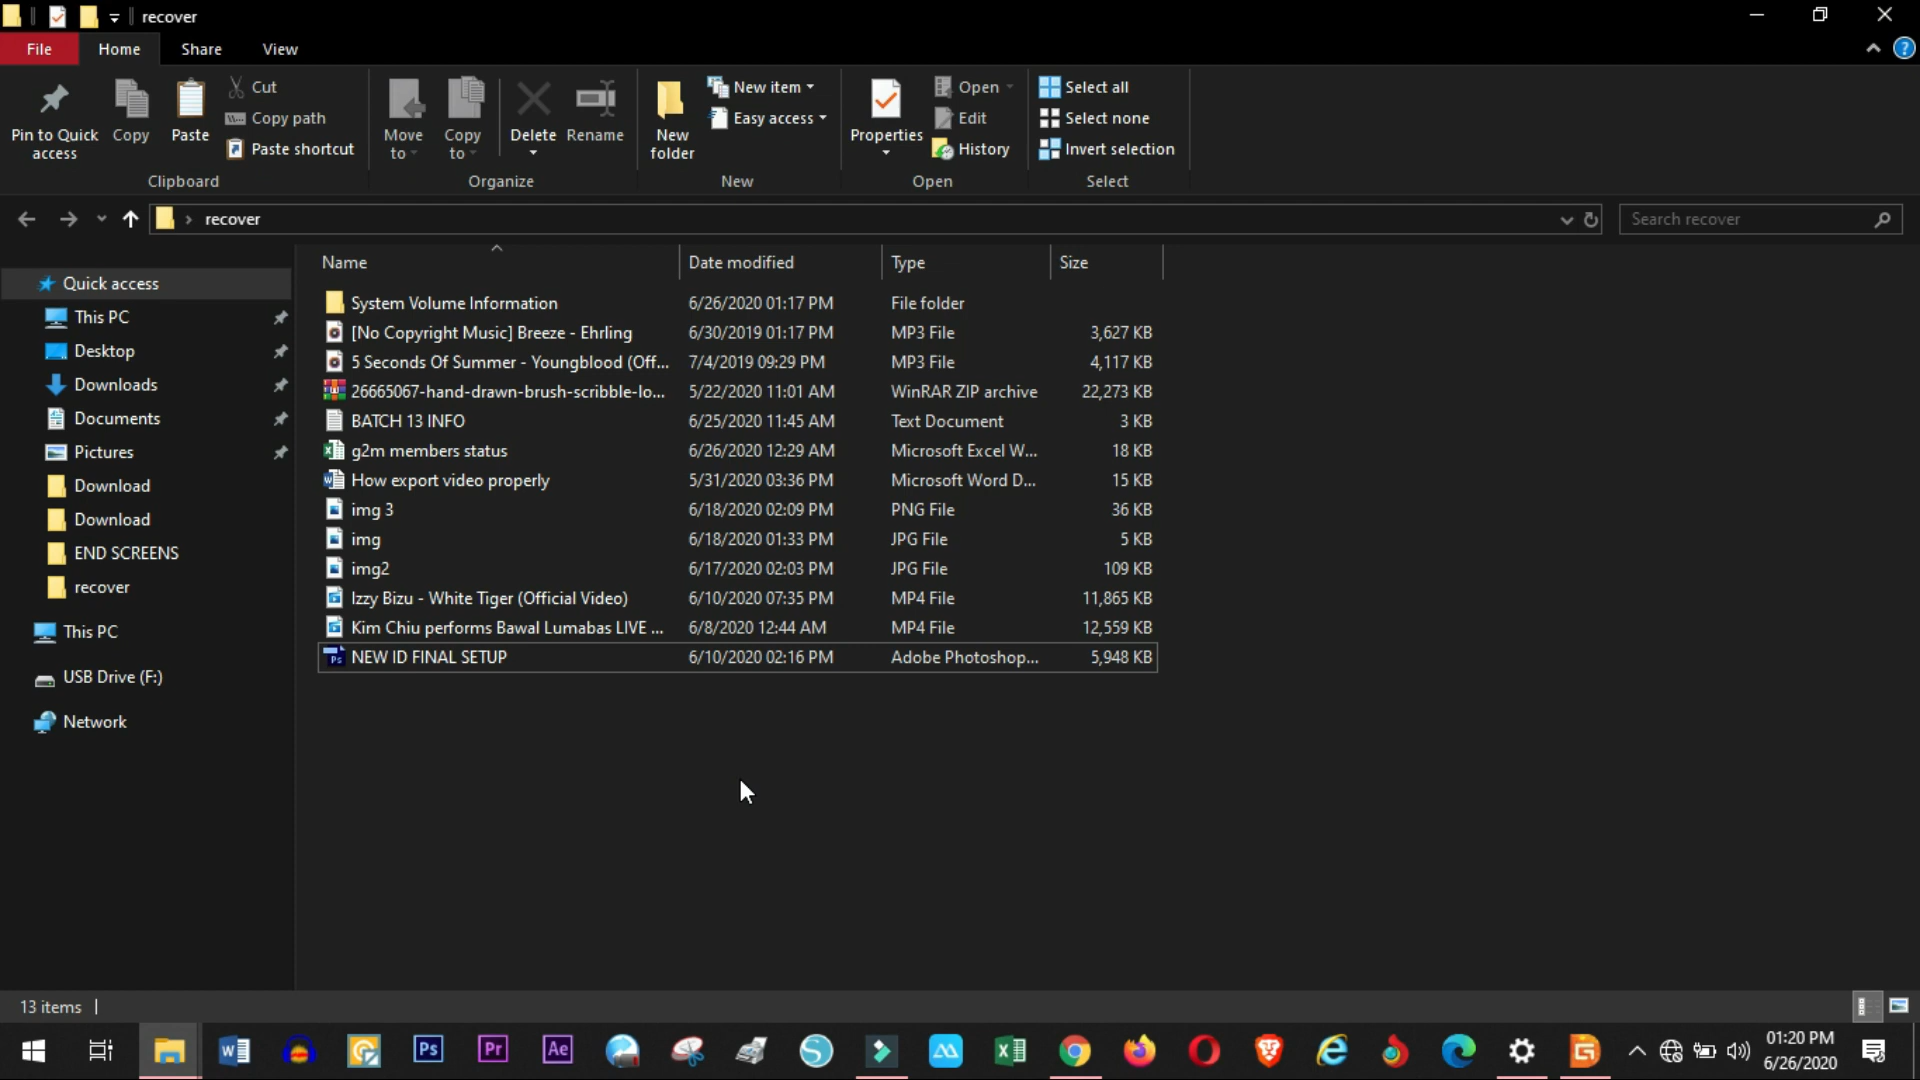 recover
File Home Share View
Pin to Quick access
Copy
Paste
Cut
Copy path
Paste shortcut
Clipboard
Move to
Copy to
Delete
Rename
Organize
New folder
New item
Easy access
New
Properties
Open
Edit
History
Open
Select all
Select none
Invert selection
Select
recover
Search recover
Quick access
This PC
Desktop
Downloads
Documents
Pictures
Download
Download
END SCREENS
recover
This PC
USB Drive (F:)
Network
Name Date modified Type Size
System Volume Information 6/26/2020 01:17 PM File folder
[No Copyright Music] Breeze - Ehrling 6/30/2019 01:17 PM MP3 File 3,627 KB
5 Seconds Of Summer - Youngblood (Off... 7/4/2019 09:29 PM MP3 File 4,117 KB
26665067-hand-drawn-brush-scribble-lo... 5/22/2020 11:01 AM WinRAR ZIP archive 22,273 KB
BATCH 13 INFO 6/25/2020 11:45 AM Text Document 3 KB
g2m members status 6/26/2020 12:29 AM Microsoft Excel W... 18 KB
How export video properly 5/31/2020 03:36 PM Microsoft Word D... 15 KB
img 3 6/18/2020 02:09 PM PNG File 36 KB
img 6/18/2020 01:33 PM JPG File 5 KB
img2 6/17/2020 02:03 PM JPG File 109 KB
Izzy Bizu - White Tiger (Official Video) 6/10/2020 07:35 PM MP4 File 11,865 KB
Kim Chiu performs Bawal Lumabas LIVE ... 6/8/2020 12:44 AM MP4 File 12,559 KB
NEW ID FINAL SETUP 6/10/2020 02:16 PM Adobe Photoshop... 5,948 KB
13 items
Ps Pr Ae
01:20 PM
6/26/2020